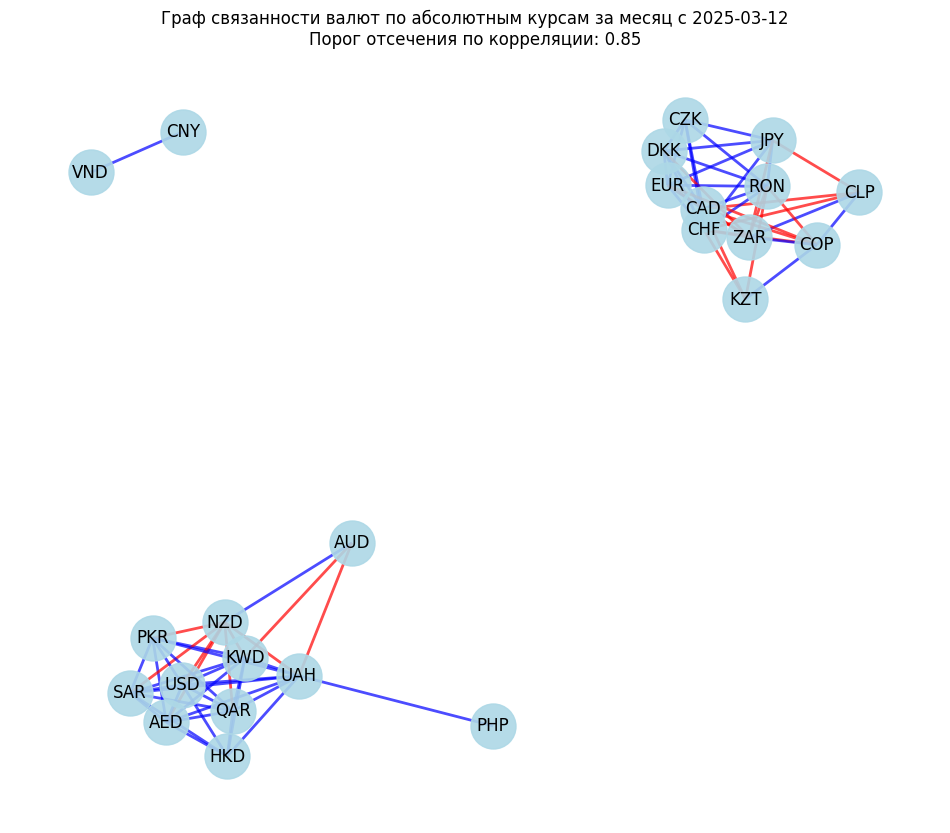 Граф связанности валют по абсолютным курсам за месяц с 2025-03-12
Порог отсечения по корреляции: 0.85
CZK
CNY
JPY
DKK
VND
EUR
RON
CLP
CAD
CHF
ZAR
COP
KZT
AUD
NZD
PKR
KWD
UAH
USD
SAR
QAR
AED
PHP
HKD